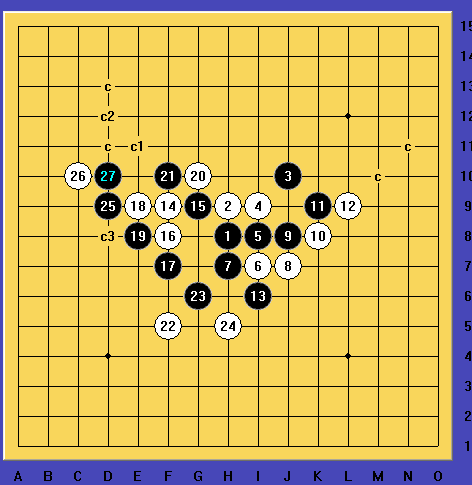 15
14
c 13
c2 12
c c1 c 11
26 27 21 20 3 c 10
25 18 14 15 2 4 11 12 9
c3 19 16 1 5 9 10 8
17 7 6 8 7
23 13 6
22 24 5
4
3
2
1
A B C D E F G H I J K L M N O